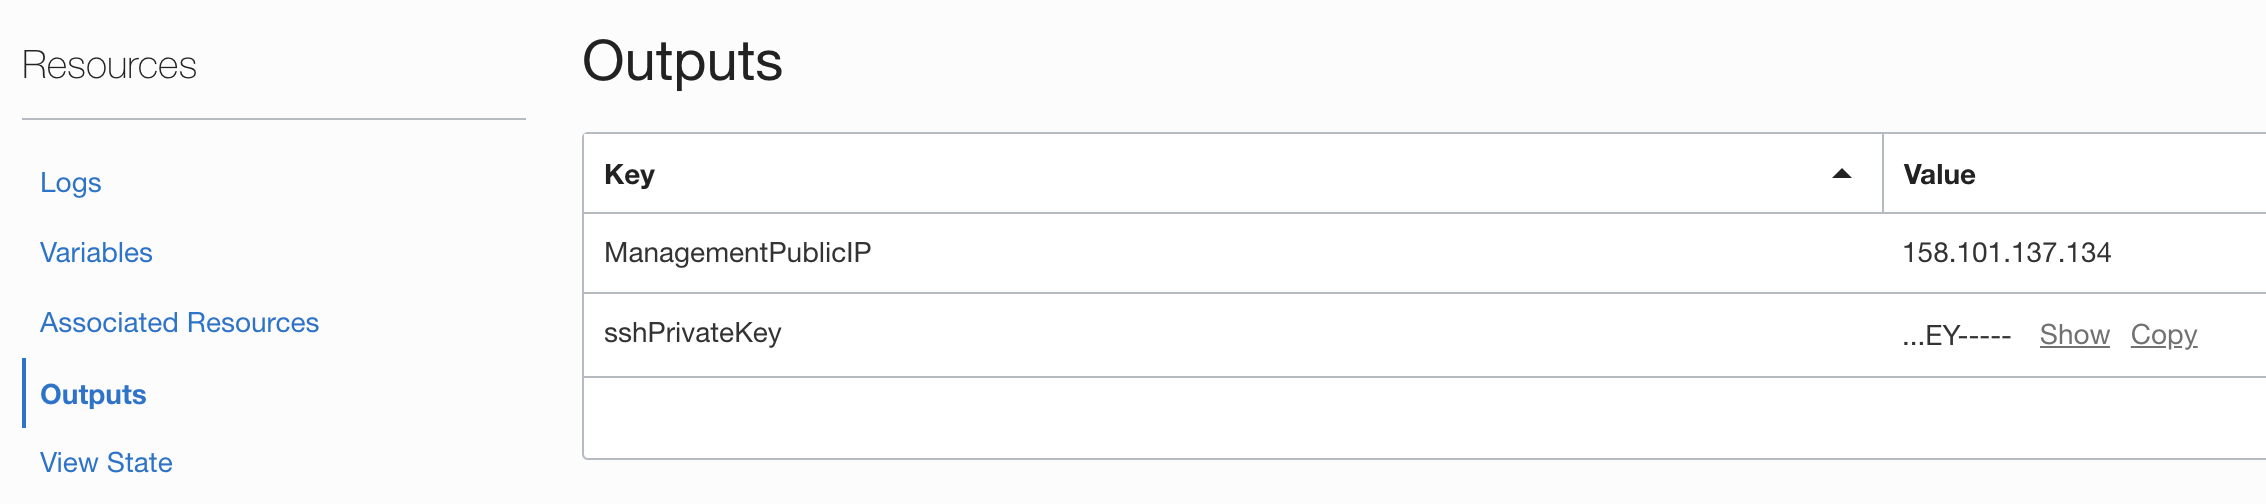 Resources
Logs
Variables
Associated Resources
Outputs
View State
Outputs
Key Value
ManagementPublicIP 158.101.137.134
sshPrivateKey ...EY----- Show Copy